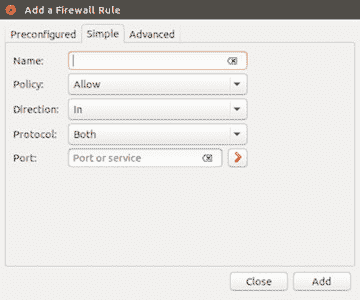 Add a Firewall Rule
Preconfigured Simple Advanced
Name:
Policy: Allow
Direction: In
Protocol: Both
Port: Port or service
Close Add